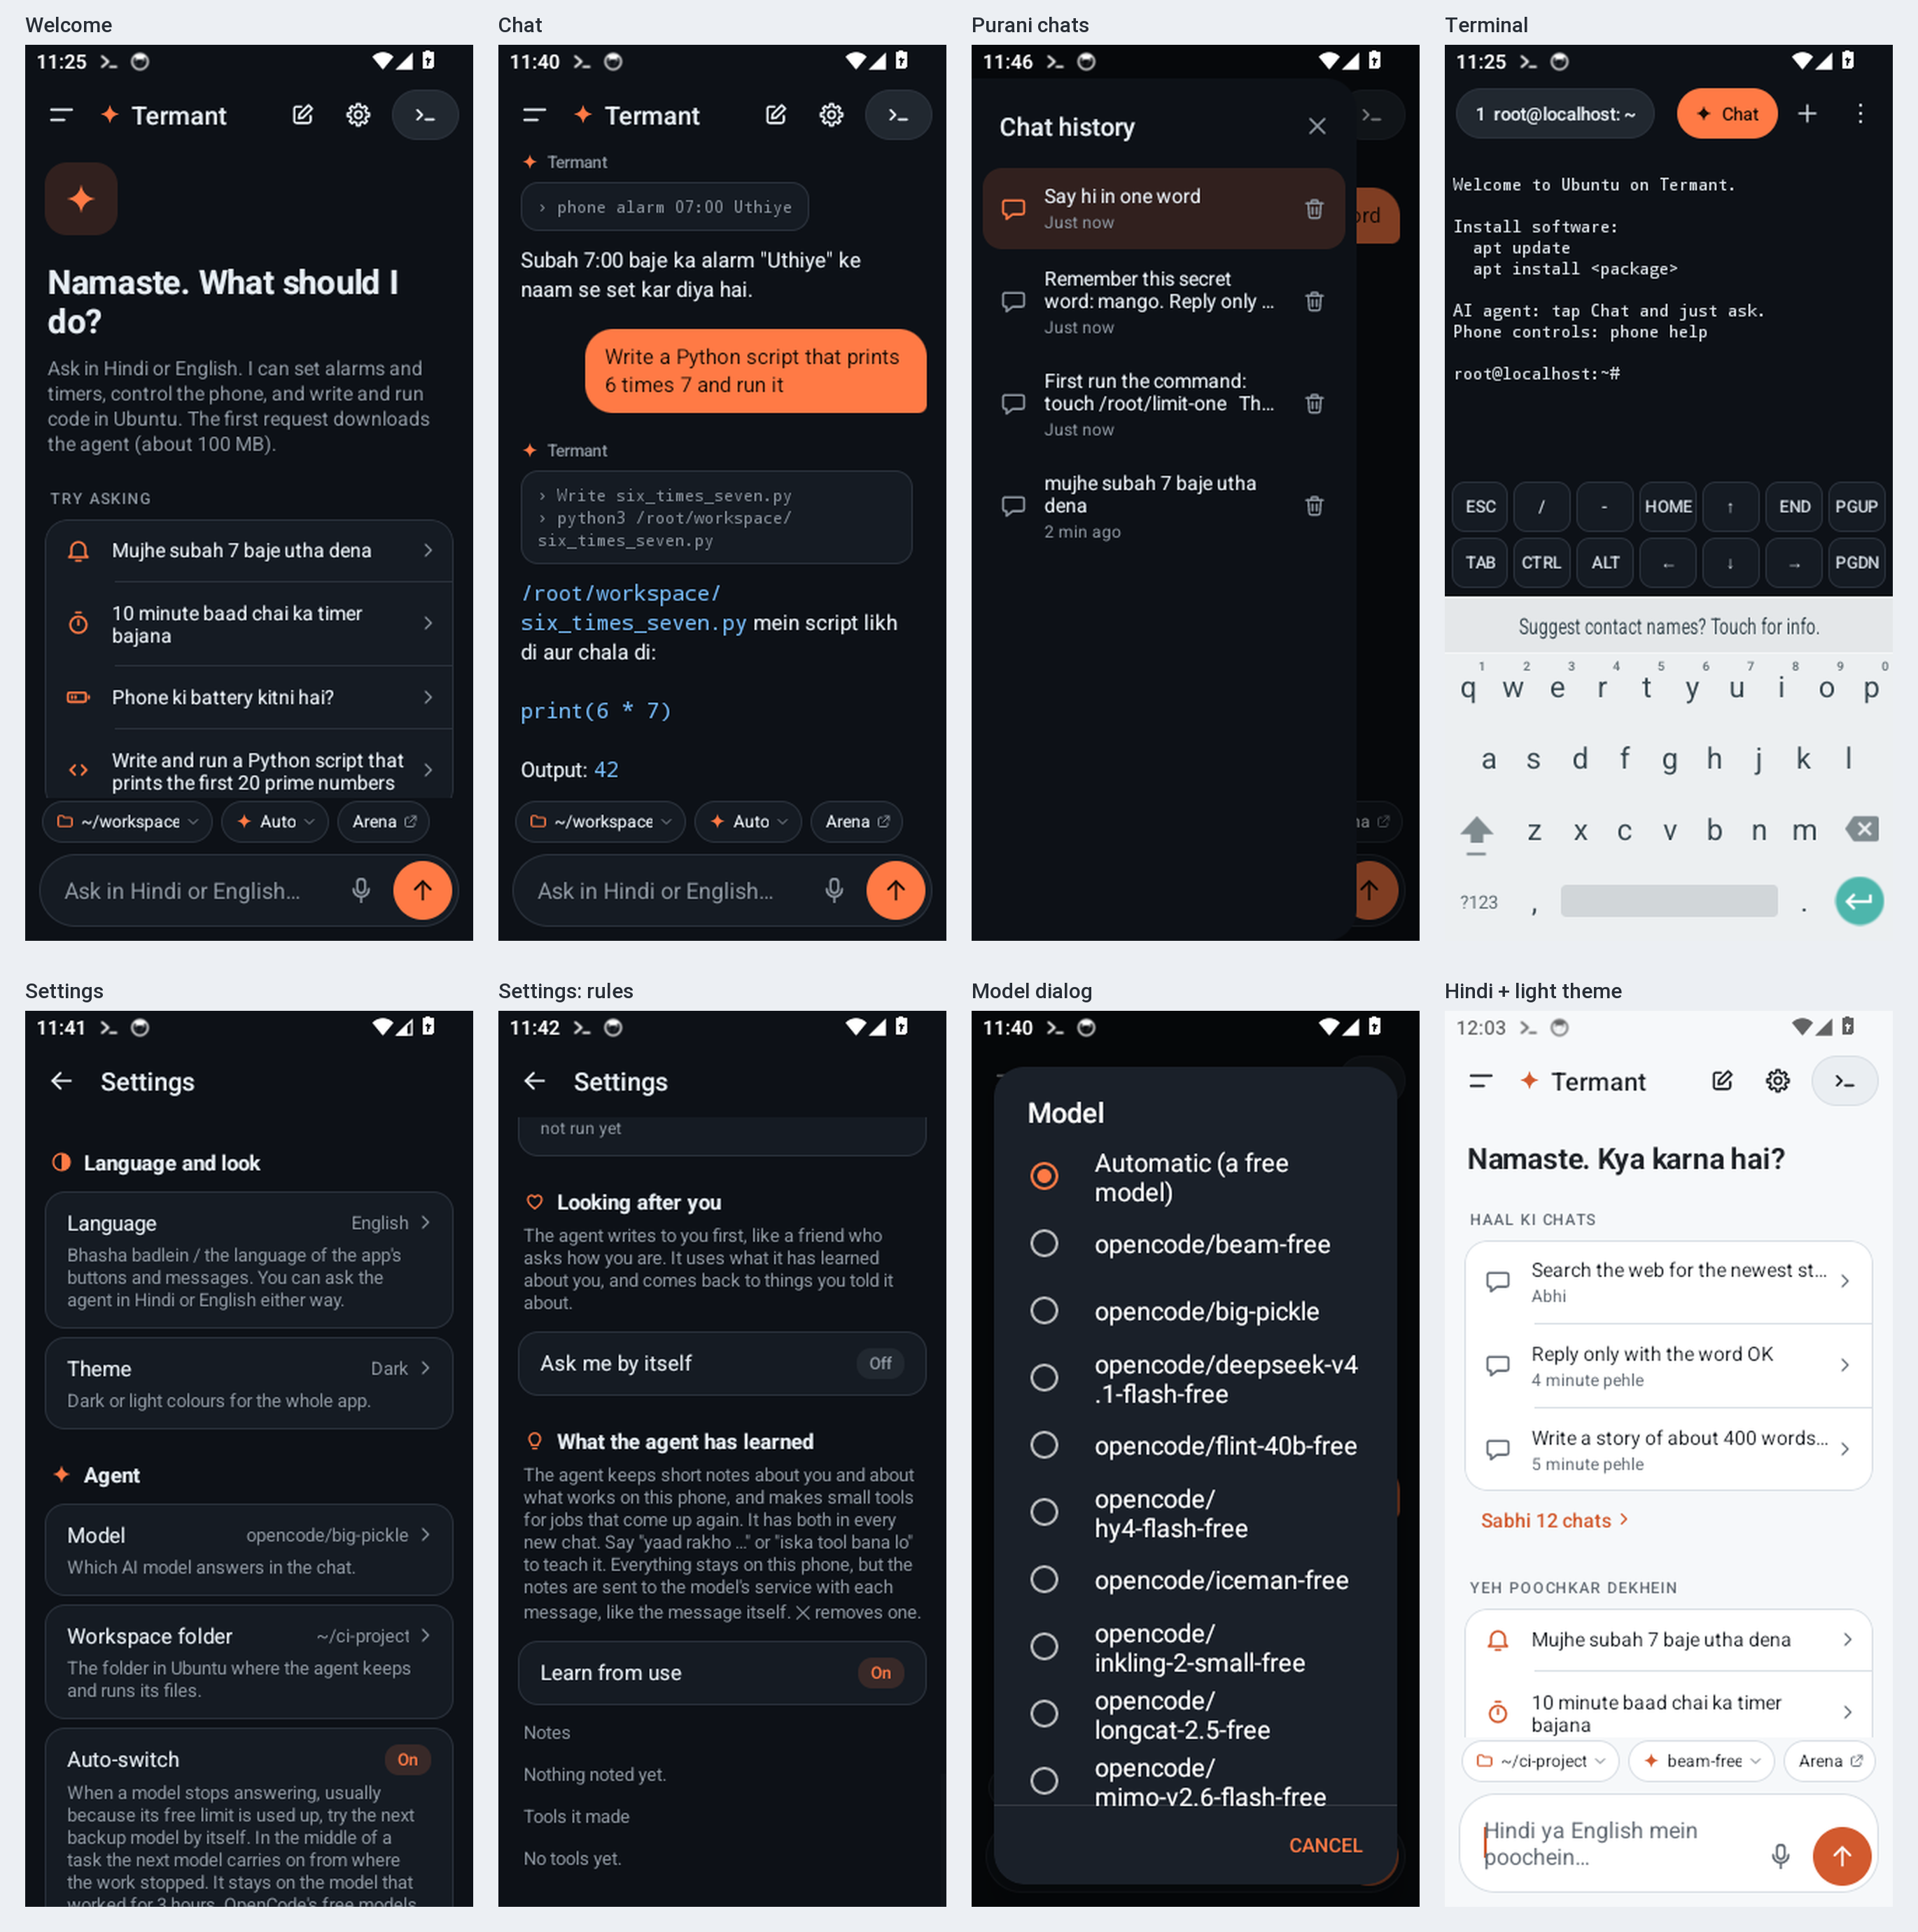 Welcome
11:25
Termant
Namaste. What should I
do?
Ask in Hindi or English. I can set alarms and
timers, control the phone, and write and run
code in Ubuntu. The first request downloads
the agent (about 100 MB).
TRY ASKING
Mujhe subah 7 baje utha dena
10 minute baad chai ka timer
bajana
Phone ki battery kitni hai?
Write and run a Python script that
prints the first 20 prime numbers
~/workspace
Auto
Arena
Ask in Hindi or English...
Chat
11:40
Termant
Termant
› phone alarm 07:00 Uthiye
Subah 7:00 baje ka alarm "Uthiye" ke
naam se set kar diya hai.
Write a Python script that prints
6 times 7 and run it
Termant
› Write six_times_seven.py
› python3 /root/workspace/
six_times_seven.py
/root/workspace/
six_times_seven.py mein script likh
di aur chala di:
print(6 * 7)
Output: 42
~/workspace
Auto
Arena
Ask in Hindi or English...
Purani chats
11:46
Chat history
Say hi in one word
Just now
ord
Remember this secret
word: mango. Reply only ...
Just now
First run the command:
touch /root/limit-one Th...
Just now
mujhe subah 7 baje utha
dena
2 min ago
na
Terminal
11:25
1 root@localhost: ~
Chat
Welcome to Ubuntu on Termant.
Install software:
apt update
apt install <package>
AI agent: tap Chat and just ask.
Phone controls: phone help
root@localhost:~#
ESC / - HOME ↑ END PGUP
TAB CTRL ALT ← ↓ → PGDN
Suggest contact names? Touch for info.
1 2 3 4 5 6 7 8 9 0
q w e r t y u i o p
a s d f g h j k l
z x c v b n m
?123 , .
Settings
11:41
Settings
Language and look
Language English
Bhasha badlein / the language of the app's
buttons and messages. You can ask the
agent in Hindi or English either way.
Theme Dark
Dark or light colours for the whole app.
Agent
Model opencode/big-pickle
Which AI model answers in the chat.
Workspace folder ~/ci-project
The folder in Ubuntu where the agent keeps
and runs its files.
Auto-switch On
When a model stops answering, usually
because its free limit is used up, try the next
backup model by itself. In the middle of a
task the next model carries on from where
the work stopped. It stays on the model that
worked for 3 hours. OpenCode's free models
Settings: rules
11:42
Settings
not run yet
Looking after you
The agent writes to you first, like a friend who
asks how you are. It uses what it has learned
about you, and comes back to things you told it
about.
Ask me by itself Off
What the agent has learned
The agent keeps short notes about you and about
what works on this phone, and makes small tools
for jobs that come up again. It has both in every
new chat. Say "yaad rakho ..." or "iska tool bana lo"
to teach it. Everything stays on this phone, but the
notes are sent to the model's service with each
message, like the message itself. ✕ removes one.
Learn from use On
Notes
Nothing noted yet.
Tools it made
No tools yet.
Model dialog
11:40
Model
Automatic (a free
model)
opencode/beam-free
opencode/big-pickle
opencode/deepseek-v4
.1-flash-free
opencode/flint-40b-free
opencode/
hy4-flash-free
opencode/iceman-free
opencode/
inkling-2-small-free
opencode/
longcat-2.5-free
opencode/
mimo-v2.6-flash-free
CANCEL
Hindi + light theme
12:03
Termant
Namaste. Kya karna hai?
HAAL KI CHATS
Search the web for the newest st...
Abhi
Reply only with the word OK
4 minute pehle
Write a story of about 400 words...
5 minute pehle
Sabhi 12 chats
YEH POOCHKAR DEKHEIN
Mujhe subah 7 baje utha dena
10 minute baad chai ka timer
bajana
~/ci-project
beam-free
Arena
Hindi ya English mein
poochein...